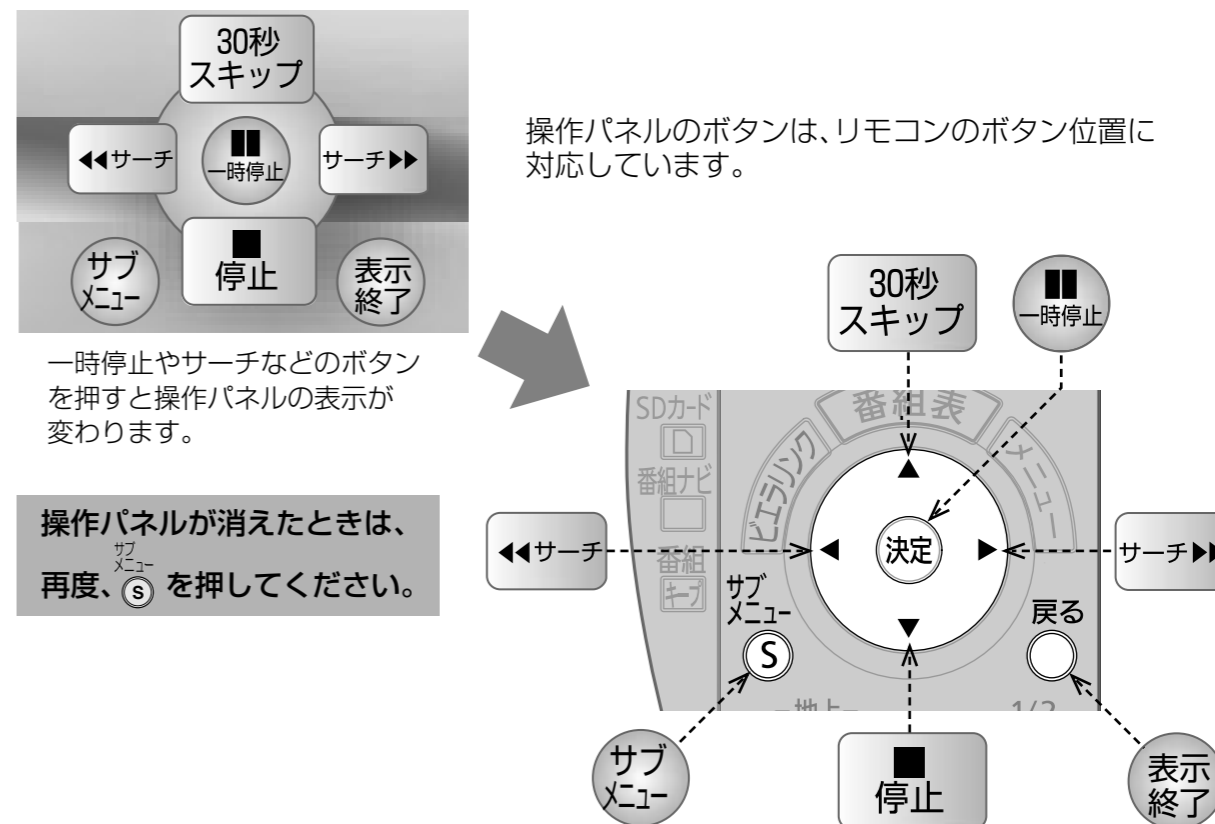 30秒
スキップ
◀◀サーチ
一時停止
サーチ▶▶
サブ
メニュー
■
停止
表示
終了
一時停止やサーチなどのボタン
を押すと操作パネルの表示が
変わります。
操作パネルが消えたときは、
サブ
メニュー
再度、Ⓢ を押してください。
操作パネルのボタンは、リモコンのボタン位置に
対応しています。
30秒
スキップ
一時停止
SDカード
番組表
番組ナビ
ビエラリンク
メニュー
◀◀サーチ
決定
サーチ▶▶
番組
キープ
サブ
メニュー
S
戻る
サブ
メニュー
■
停止
表示
終了